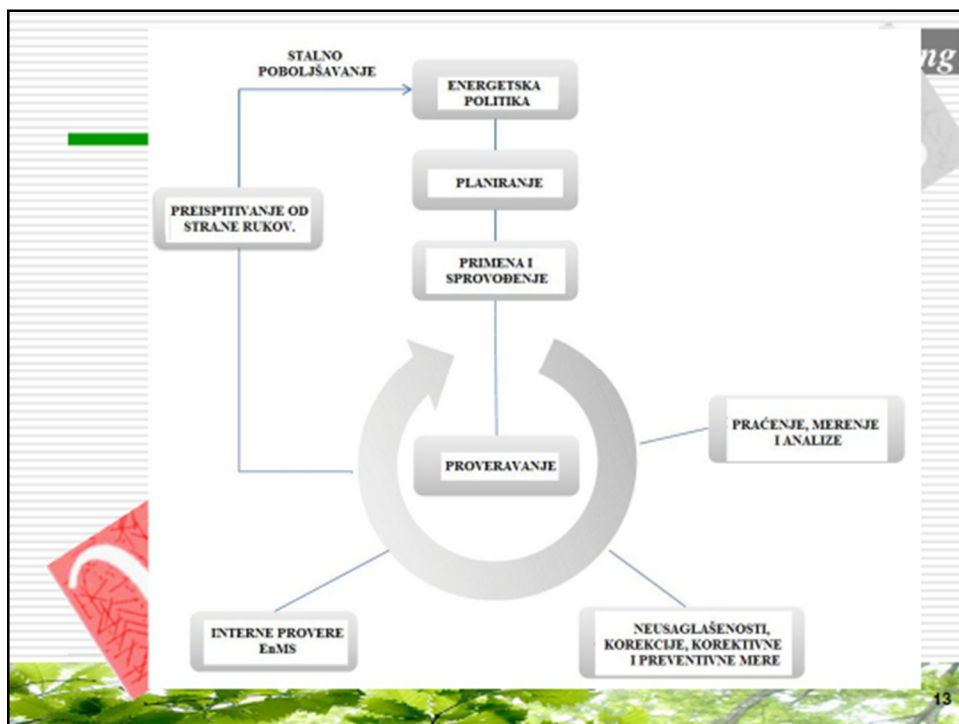 ng
STALNO
POBOLJŠAVANJE
ENERGETSKA
POLITIKA
PLANIRANJE
PREISPITIVANJE OD
STRANE RUKOV.
PRIMENA I
SPROVOĐENJE
PRAĆENJE, MERENJE
I ANALIZE
PROVERAVANJE
INTERNE PROVERE
EnMS
NEUSAGLAŠENOSTI,
KOREKCIJE, KOREKTIVNE
I PREVENTIVNE MERE
13